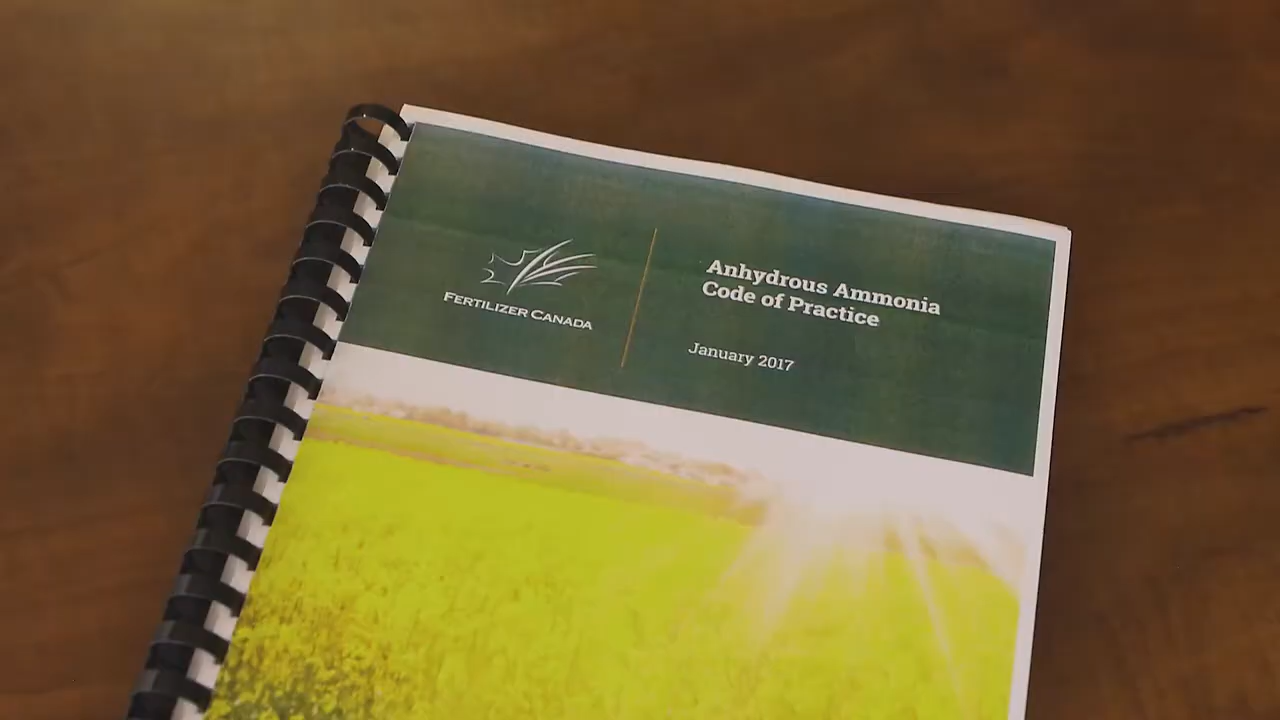 FERTILIZER CANADA
Anhydrous Ammonia
Code of Practice
January 2017